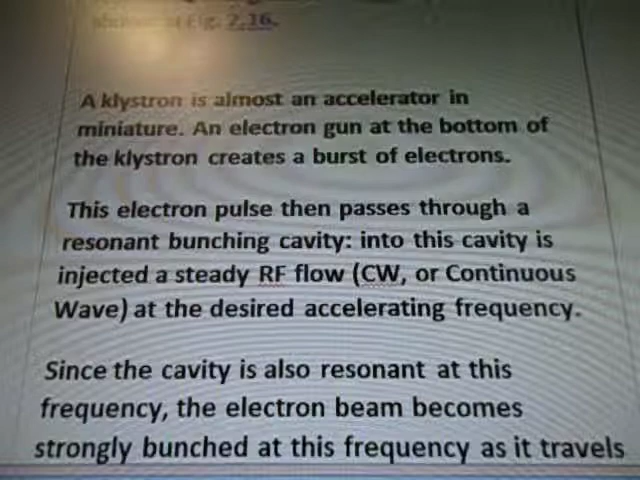 Fig. 2.16.
A klystron is almost an accelerator in
miniature. An electron gun at the bottom of
the klystron creates a burst of electrons.
This electron pulse then passes through a
resonant bunching cavity: into this cavity is
injected a steady RF flow (CW, or Continuous
Wave) at the desired accelerating frequency.
Since the cavity is also resonant at this
frequency, the electron beam becomes
strongly bunched at this frequency as it travels